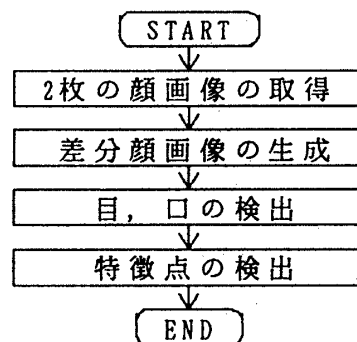 START
2枚の顔画像の取得
差分顔画像の生成
目，口の検出
特徴点の検出
END